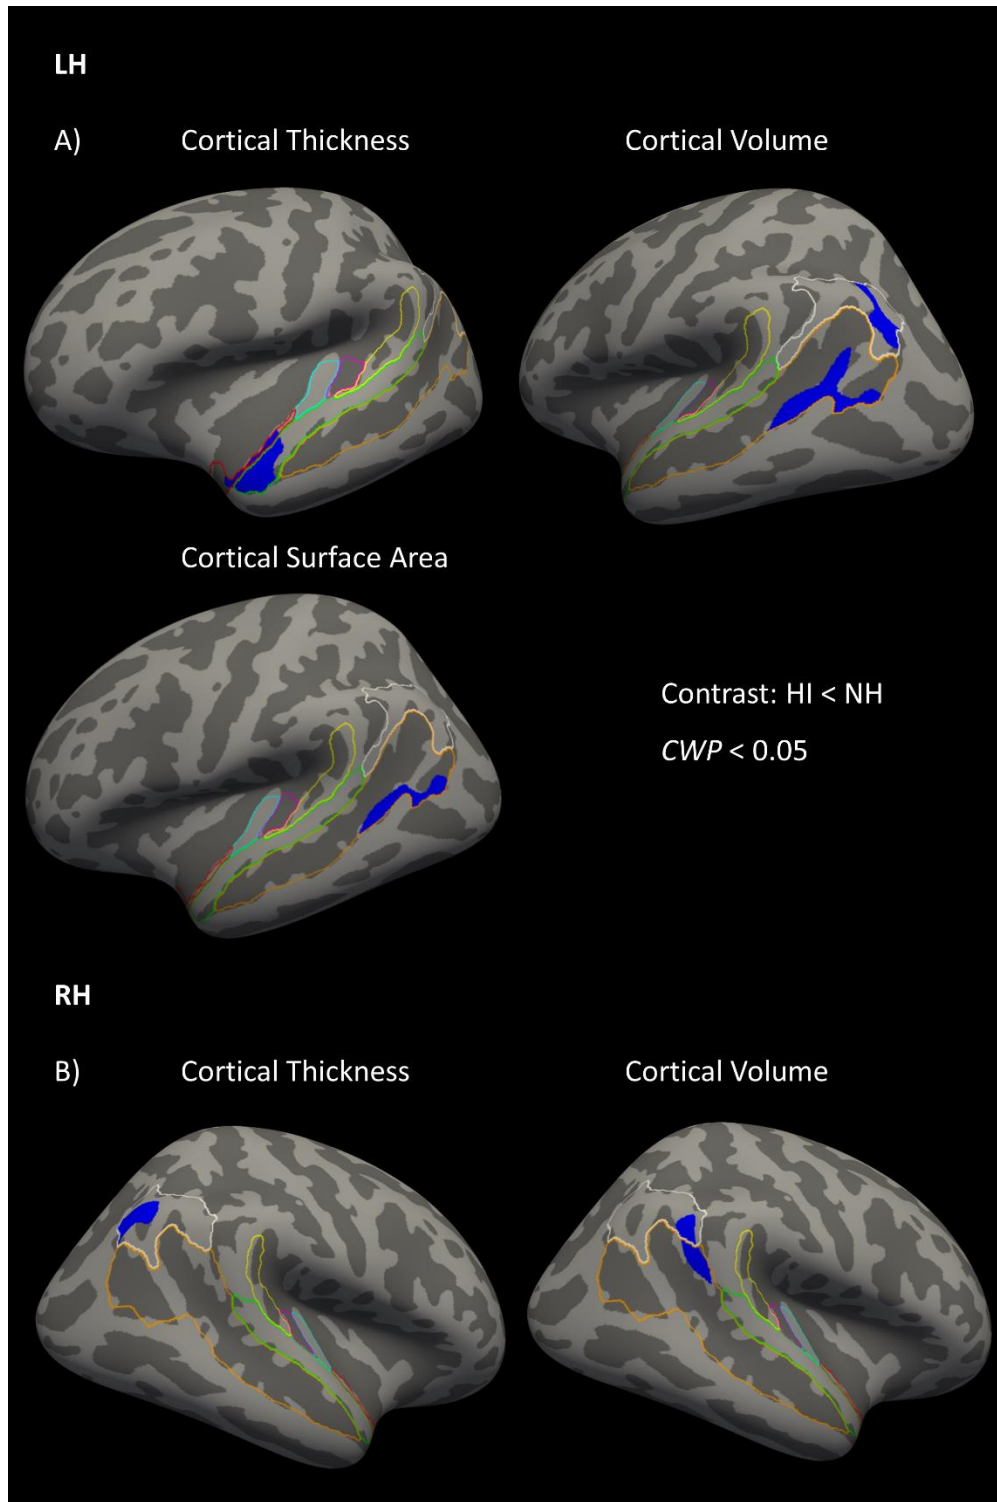 LH
A) Cortical Thickness Cortical Volume
Cortical Surface Area
Contrast: HI < NH
CWP < 0.05
RH
B) Cortical Thickness Cortical Volume